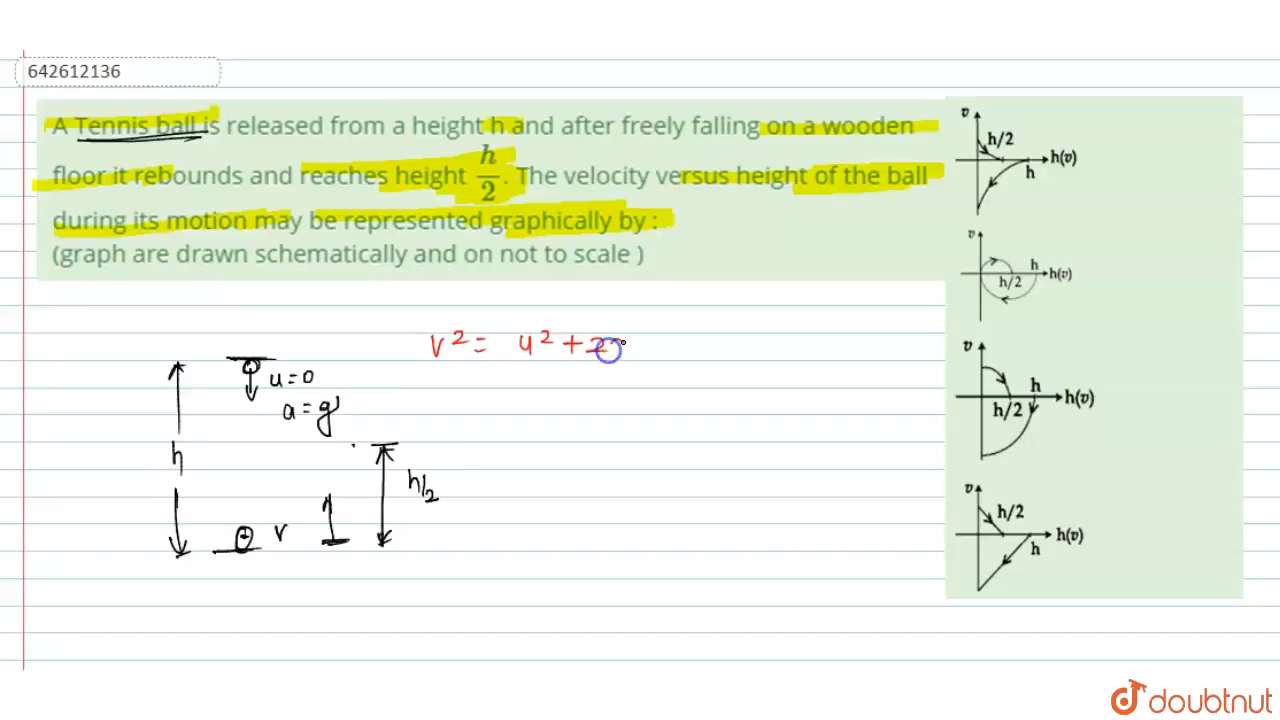 642612136
A Tennis ball is released from a height h and after freely falling on a wooden
floor it rebounds and reaches height h/2. The velocity versus height of the ball
during its motion may be represented graphically by :
(graph are drawn schematically and on not to scale )
v
h/2
h(v)
h
v
h
h/2
h(v)
v
h
h/2
h(v)
v
h/2
h(v)
h
v² = u² + 2
u=0
a=g
h
h/2
v
doubtnut